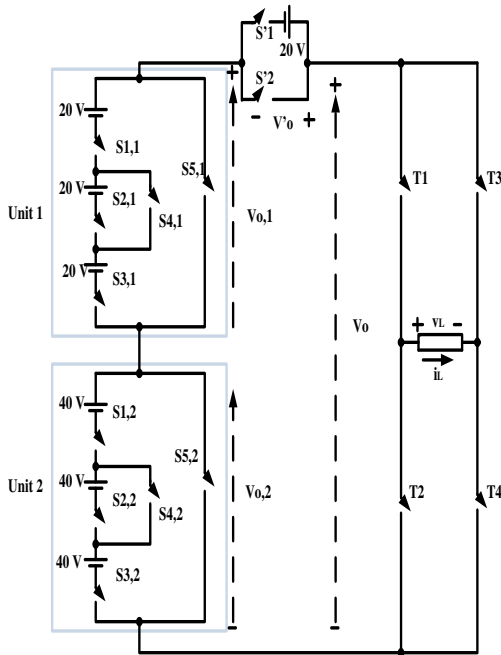 S'1
20 V
S'2
- V'o +
+
+
20 V
S1,1
S5,1
T1
T3
20 V
S2,1
S4,1
Unit 1
Vo,1
20 V
S3,1
Vo
+ vL -
iL
40 V
S1,2
S5,2
40 V
S2,2
S4,2
Unit 2
Vo,2
T2
T4
40 V
S3,2
-
-